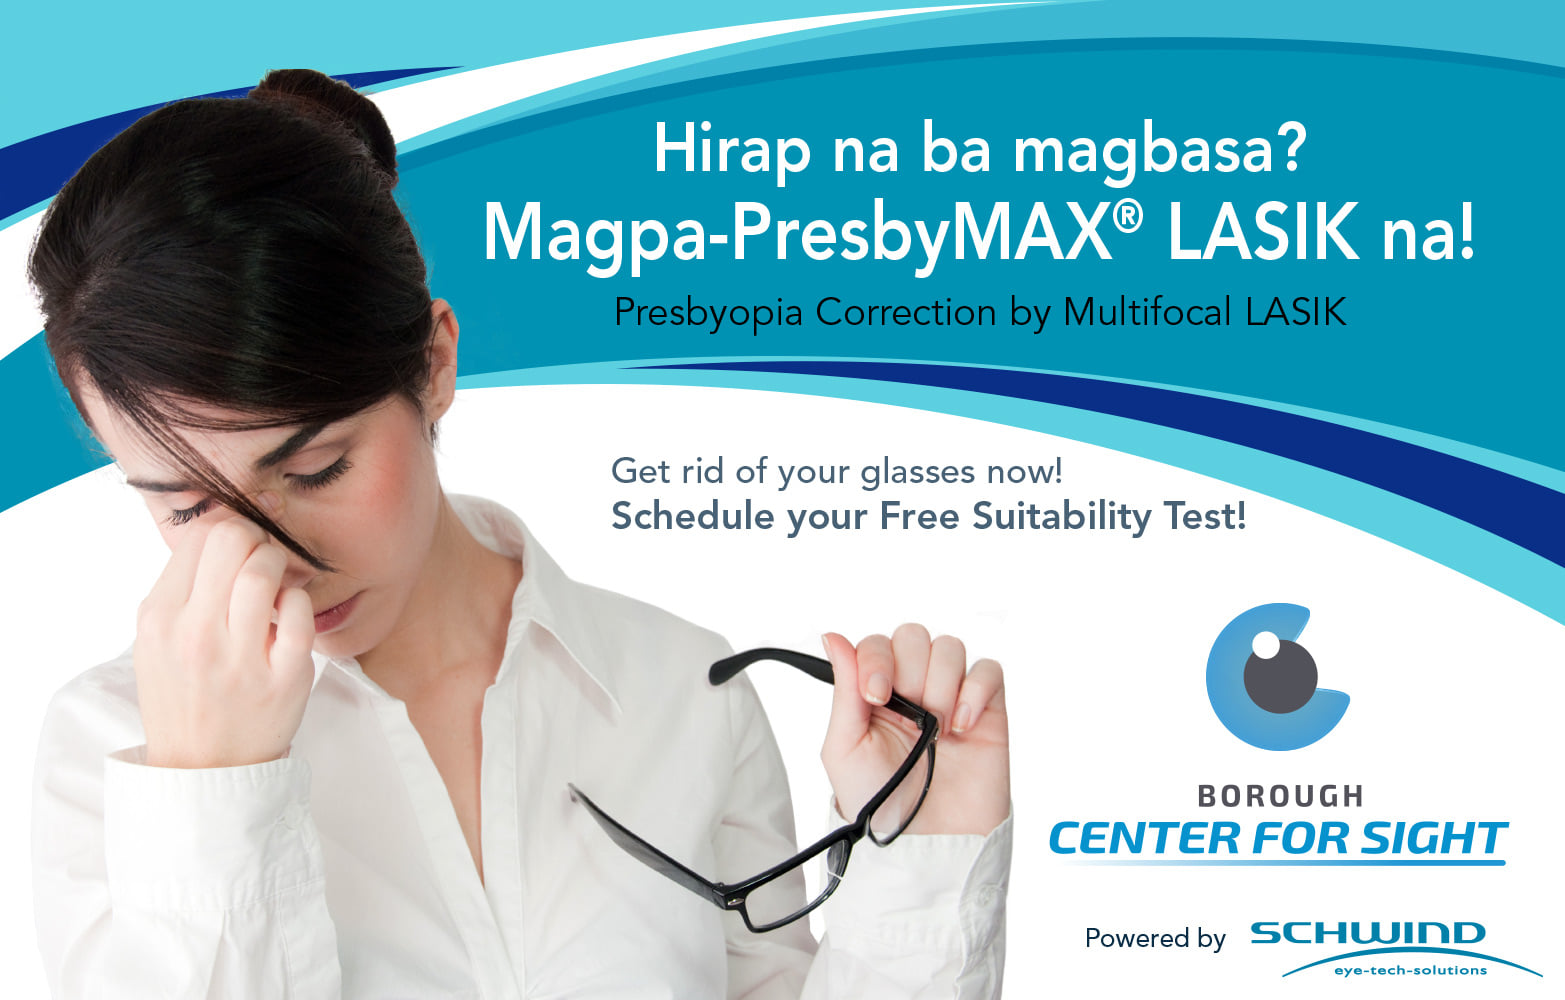 Hirap na ba magbasa?
Magpa-PresbyMAX® LASIK na!
Presbyopia Correction by Multifocal LASIK
Get rid of your glasses now!
Schedule your Free Suitability Test!
BOROUGH
CENTER FOR SIGHT
Powered by SCHWIND
eye-tech-solutions